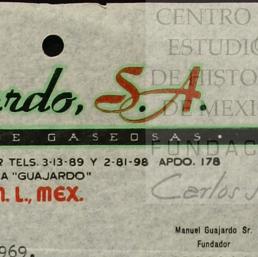 CENTRO
ESTUDIO
DE HISTO
DE MEXI
FUNDAC
rdo, S. A.
E GASEOSAS.
TELS. 3-13-89 Y 2-81-98 APDO. 178
A "GUAJARDO"
L., MEX.
Carlos
Manuel Guajardo Sr.
Fundador
969.